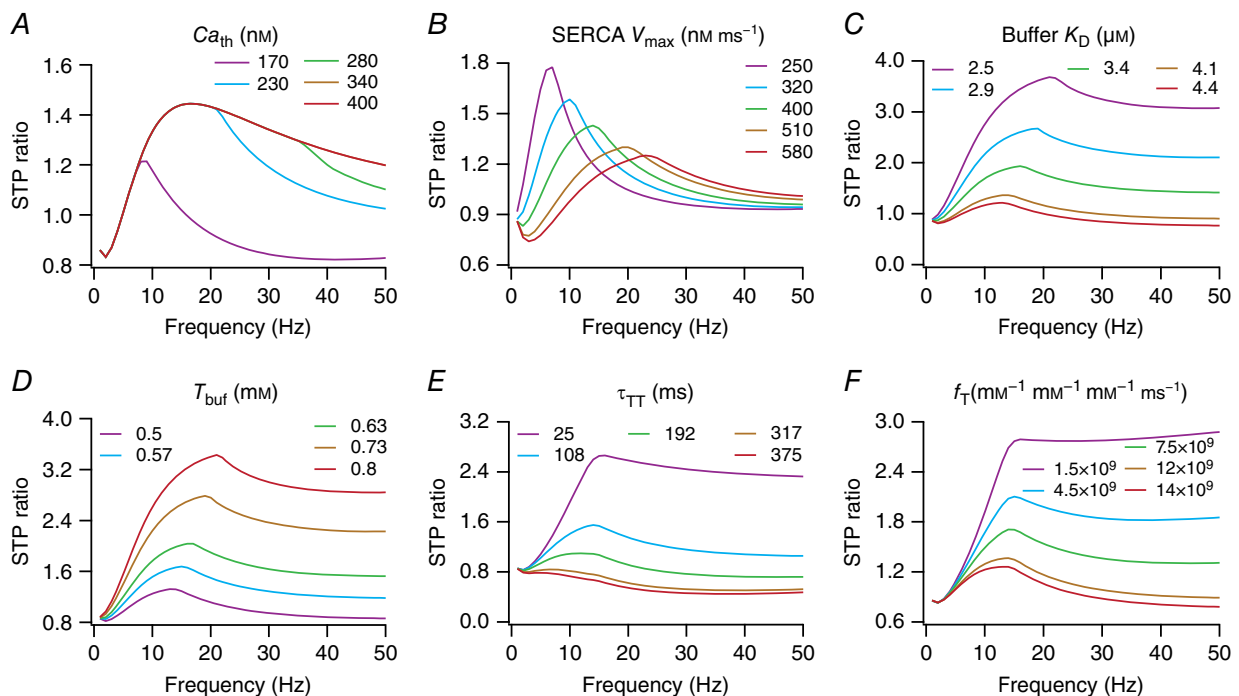 A
Ca_th (nM)
170
230
280
340
400
1.6
1.4
1.2
1.0
0.8
STP ratio
0 10 20 30 40 50
Frequency (Hz)
B
SERCA V_max (nM ms⁻¹)
250
320
400
510
580
1.8
1.5
1.2
0.9
0.6
STP ratio
0 10 20 30 40 50
Frequency (Hz)
C
Buffer K_D (µM)
2.5
2.9
3.4
4.1
4.4
4.0
3.0
2.0
1.0
0.0
STP ratio
0 10 20 30 40 50
Frequency (Hz)
D
T_buf (mM)
0.5
0.57
0.63
0.73
0.8
4.0
3.2
2.4
1.6
0.8
STP ratio
0 10 20 30 40 50
Frequency (Hz)
E
τ_TT (ms)
25
108
192
317
375
3.2
2.4
1.6
0.8
0.0
STP ratio
0 10 20 30 40 50
Frequency (Hz)
F
f_T(mM⁻¹ mM⁻¹ mM⁻¹ ms⁻¹)
1.5×10⁹
4.5×10⁹
7.5×10⁹
12×10⁹
14×10⁹
3.0
2.4
1.8
1.2
0.6
STP ratio
0 10 20 30 40 50
Frequency (Hz)